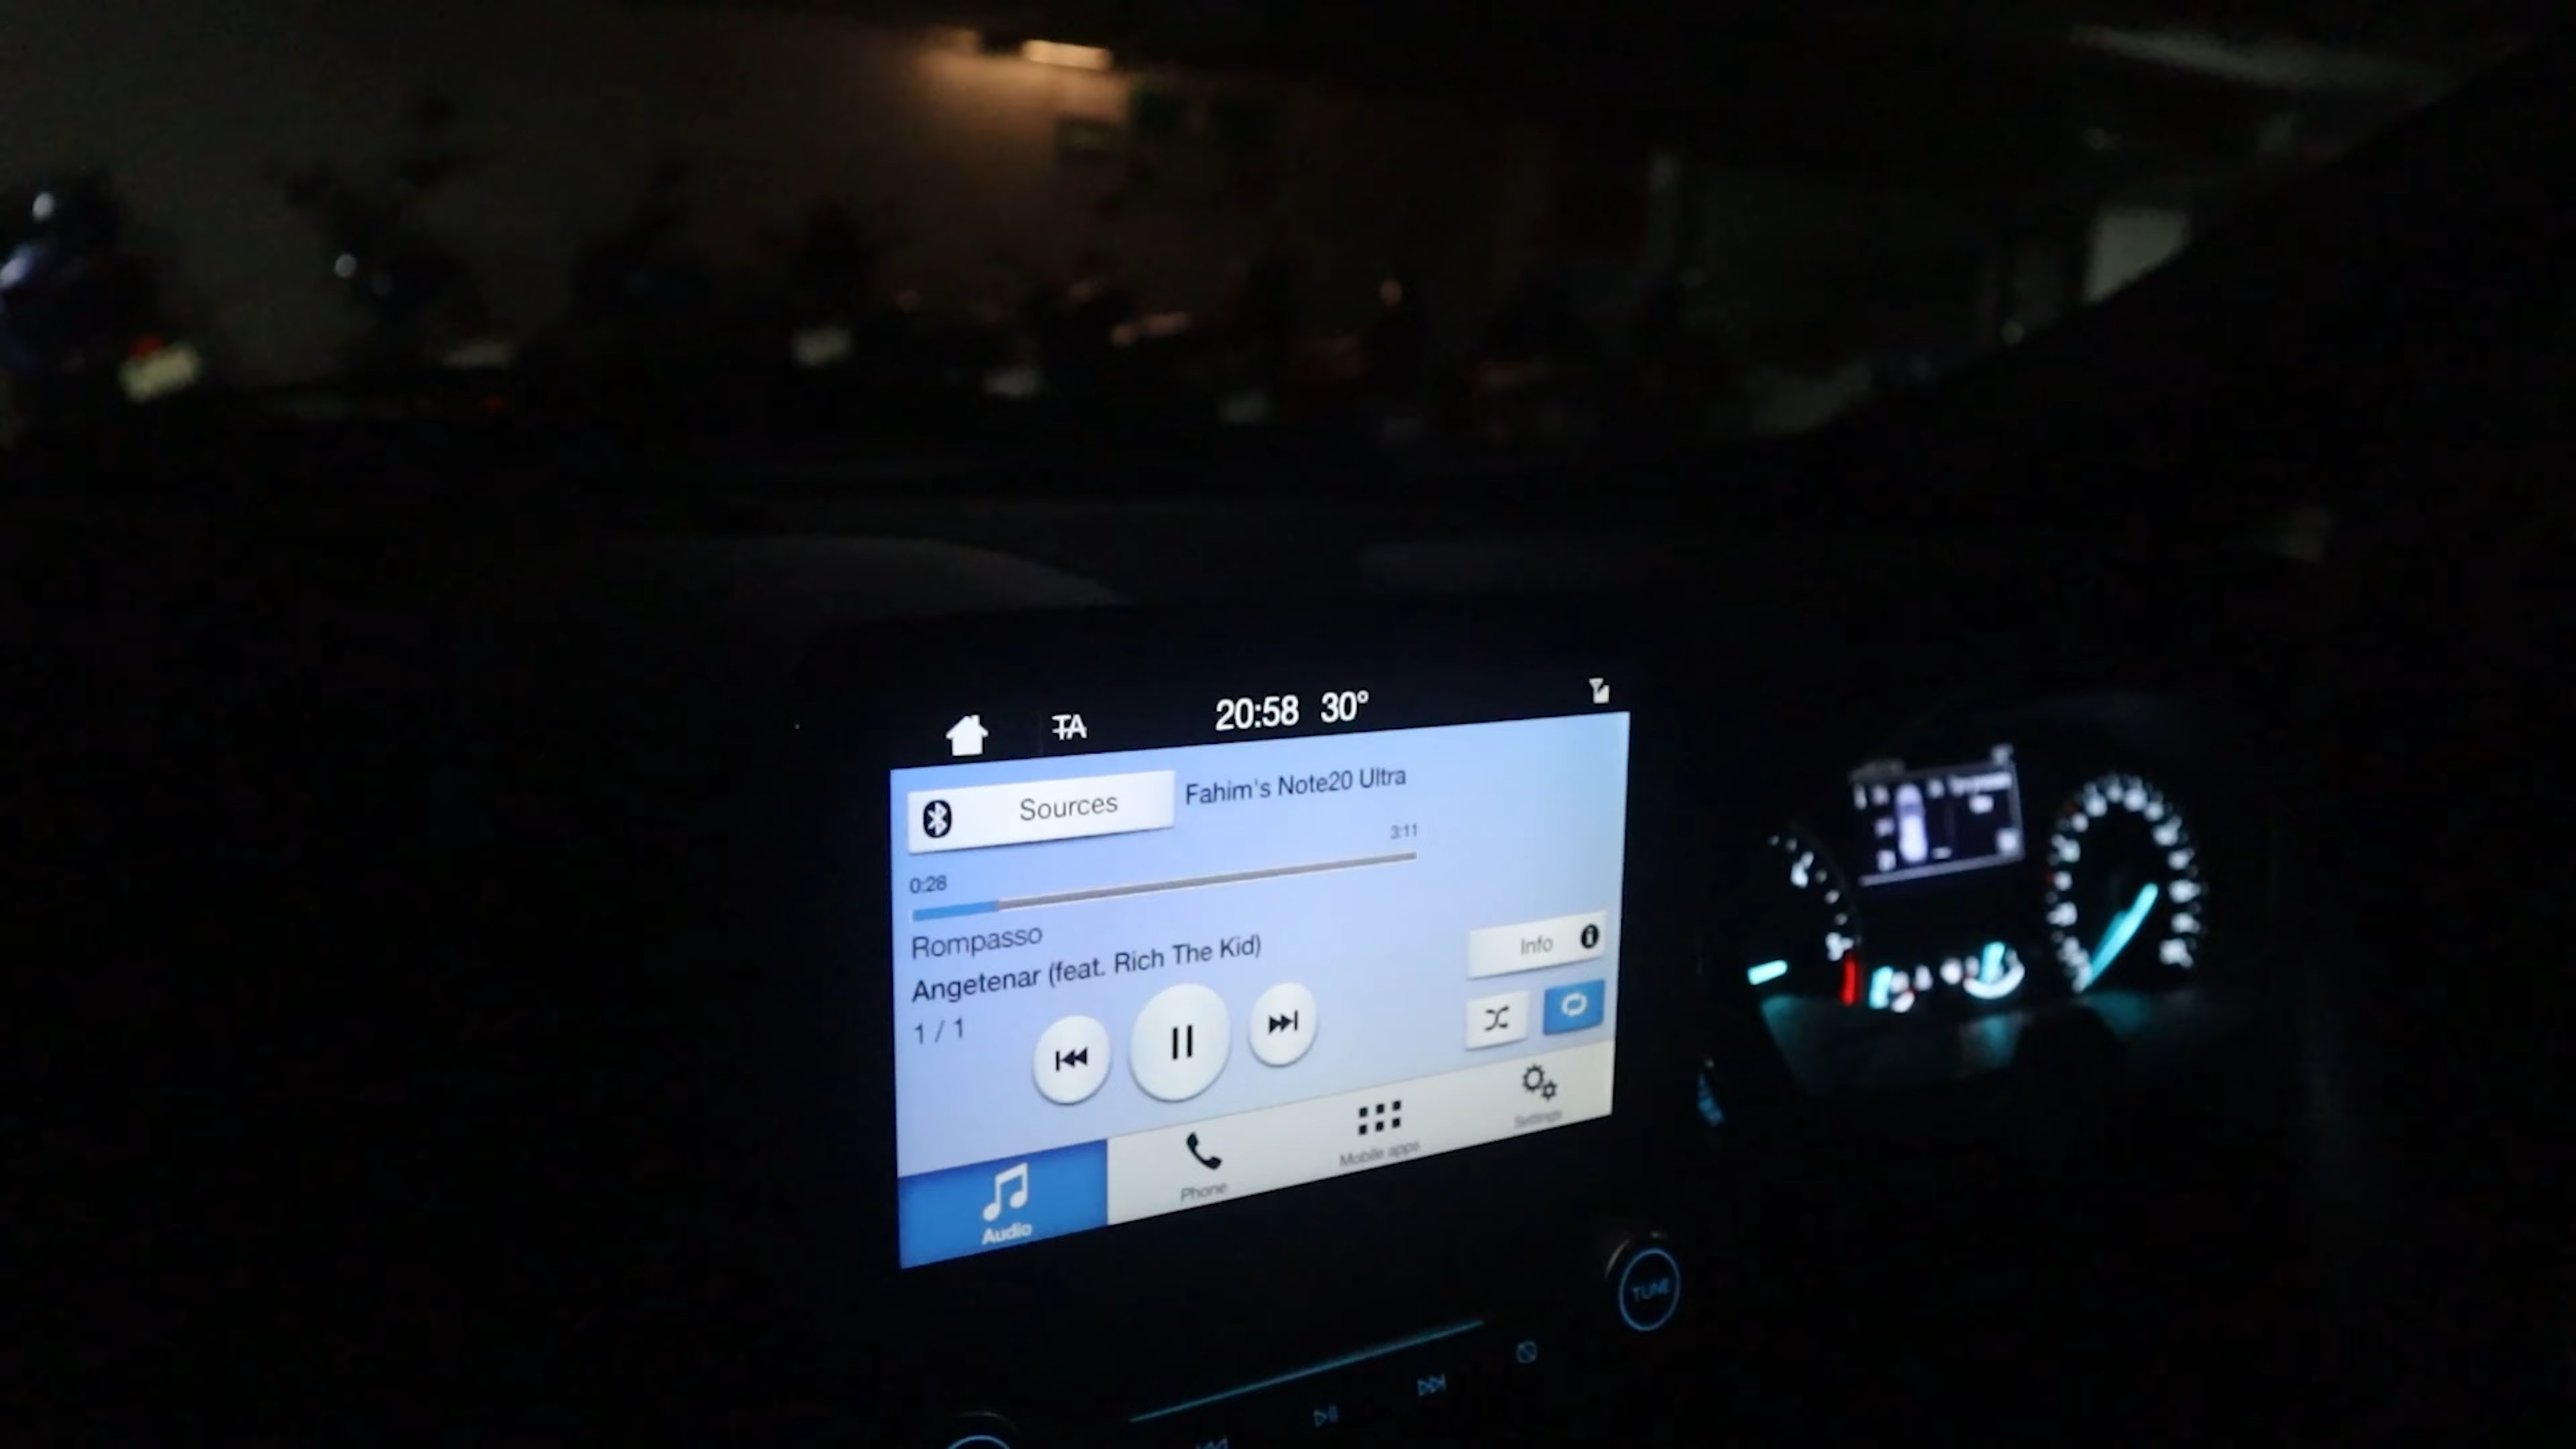 TA
20:58 30°
Sources
Fahim's Note20 Ultra
3:11
0:28
Rompasso
Angetenar (feat. Rich The Kid)
1 / 1
Info
Audio
Phone
Mobile apps
Settings
TUNE